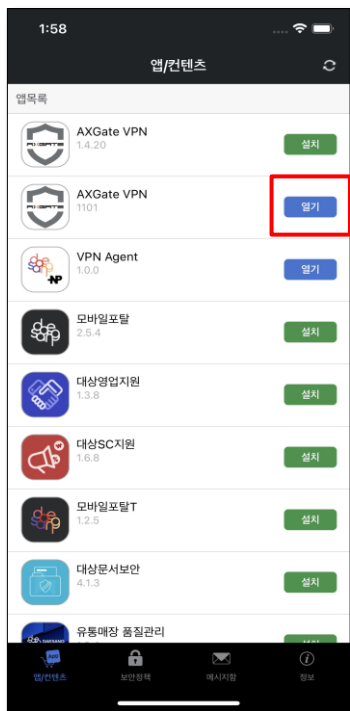 1:58
앱/컨텐츠
앱목록
AXGate VPN
1.4.20
설치
AXGATE
AXGate VPN
1101
열기
AXGATE
VPN Agent
1.0.0
열기
NP
모바일포탈
2.5.4
설치
대상영업지원
1.3.8
설치
대상SC지원
1.6.8
설치
모바일포탈T
1.2.5
설치
대상문서보안
4.1.3
설치
유통매장 품질관리
DAESANG
App
앱/컨텐츠
보안정책
메시지함
정보